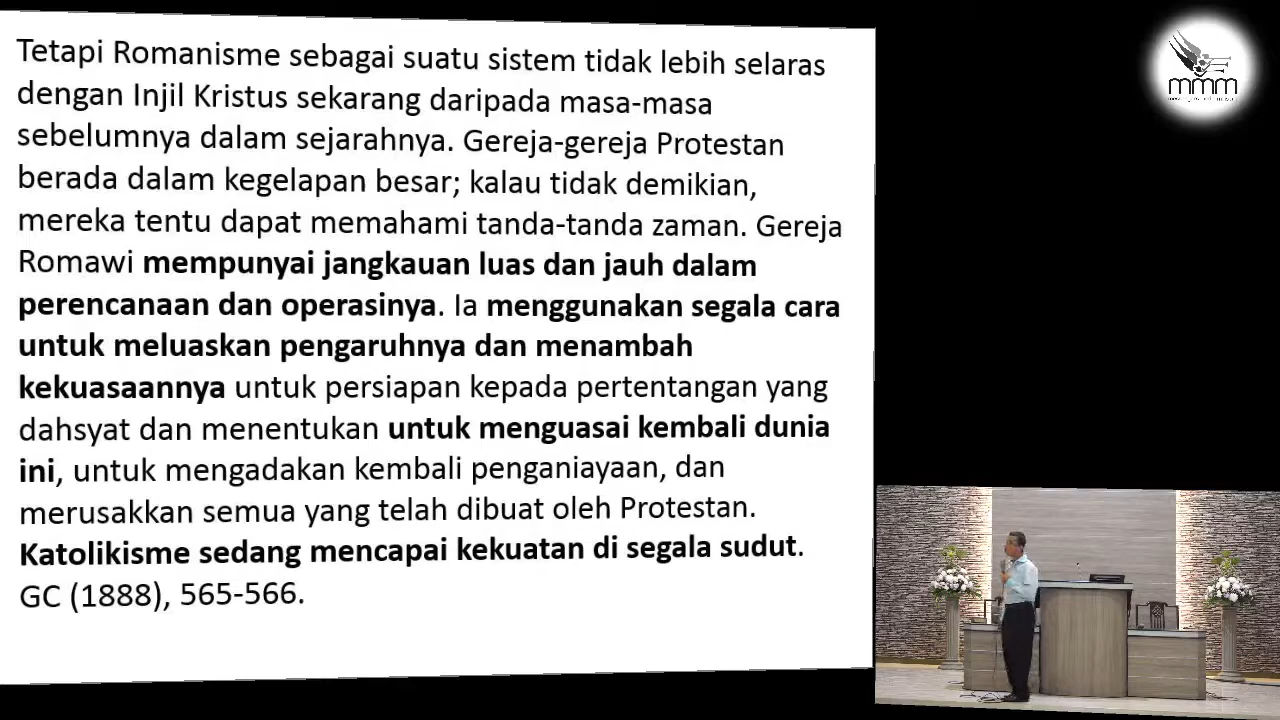 Tetapi Romanisme sebagai suatu sistem tidak lebih selaras
dengan Injil Kristus sekarang daripada masa-masa
sebelumnya dalam sejarahnya. Gereja-gereja Protestan
berada dalam kegelapan besar; kalau tidak demikian,
mereka tentu dapat memahami tanda-tanda zaman. Gereja
Romawi mempunyai jangkauan luas dan jauh dalam
perencanaan dan operasinya. Ia menggunakan segala cara
untuk meluaskan pengaruhnya dan menambah
kekuasaannya untuk persiapan kepada pertentangan yang
dahsyat dan menentukan untuk menguasai kembali dunia
ini, untuk mengadakan kembali penganiayaan, dan
merusakkan semua yang telah dibuat oleh Protestan.
Katolikisme sedang mencapai kekuatan di segala sudut.
GC (1888), 565-566.
mmm